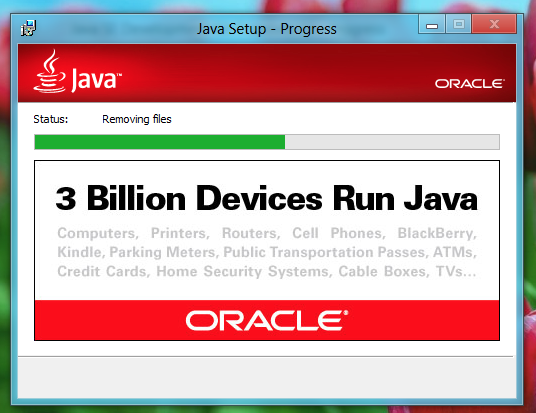 Java Setup - Progress
Java™
ORACLE®
Status: Removing files
3 Billion Devices Run Java
Computers, Printers, Routers, Cell Phones, BlackBerry,
Kindle, Parking Meters, Public Transportation Passes, ATMs,
Credit Cards, Home Security Systems, Cable Boxes, TVs...
ORACLE®